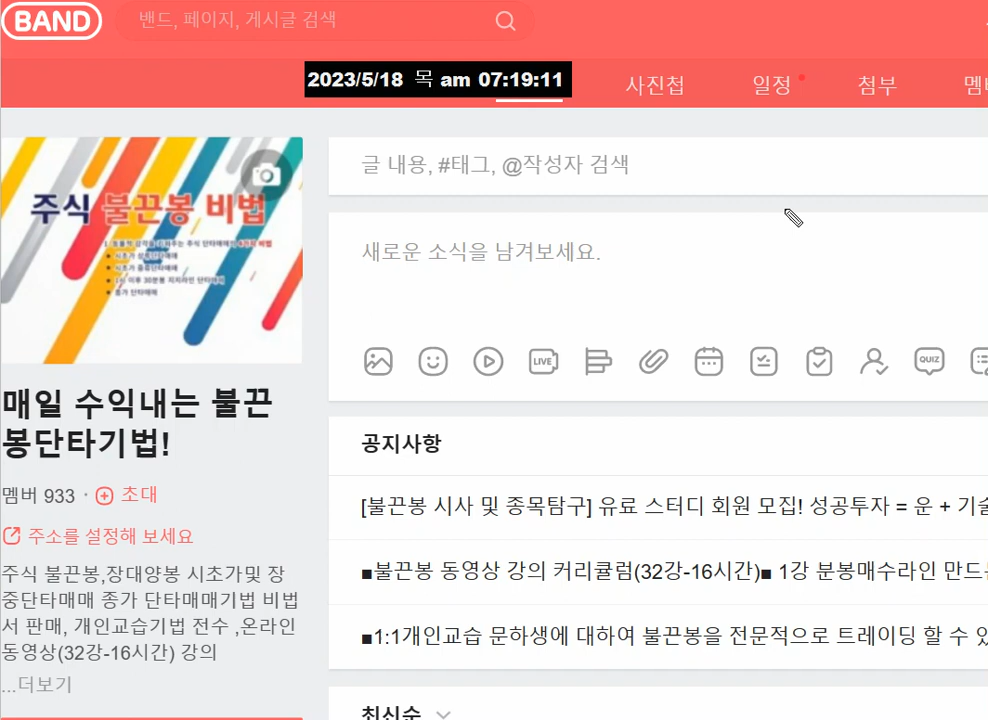 BAND
밴드, 페이지, 게시글 검색
2023/5/18 목 am 07:19:11
사진첩
일정
첨부
글 내용, #태그, @작성자 검색
주식 불끈봉 비법
새로운 소식을 남겨보세요.
LIVE
QUIZ
매일 수익내는 불끈
봉단타기법!
멤버 933 · 초대
주소를 설정해 보세요
주식 불끈봉,장대양봉 시초가및 장
중단타매매 종가 단타매매기법 비법
서 판매, 개인교습기법 전수 ,온라인
동영상(32강-16시간) 강의
...더보기
공지사항
[불끈봉 시사 및 종목탐구] 유료 스터디 회원 모집! 성공투자 = 운 + 기술
■불끈봉 동영상 강의 커리큘럼(32강-16시간)■ 1강 분봉매수라인 만드는
■1:1개인교습 문하생에 대하여 불끈봉을 전문적으로 트레이딩 할 수
최신순